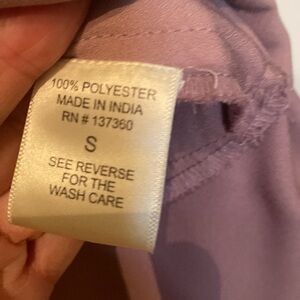 100% POLYESTER
MADE IN INDIA
RN # 137360
S
SEE REVERSE
FOR THE
WASH CARE